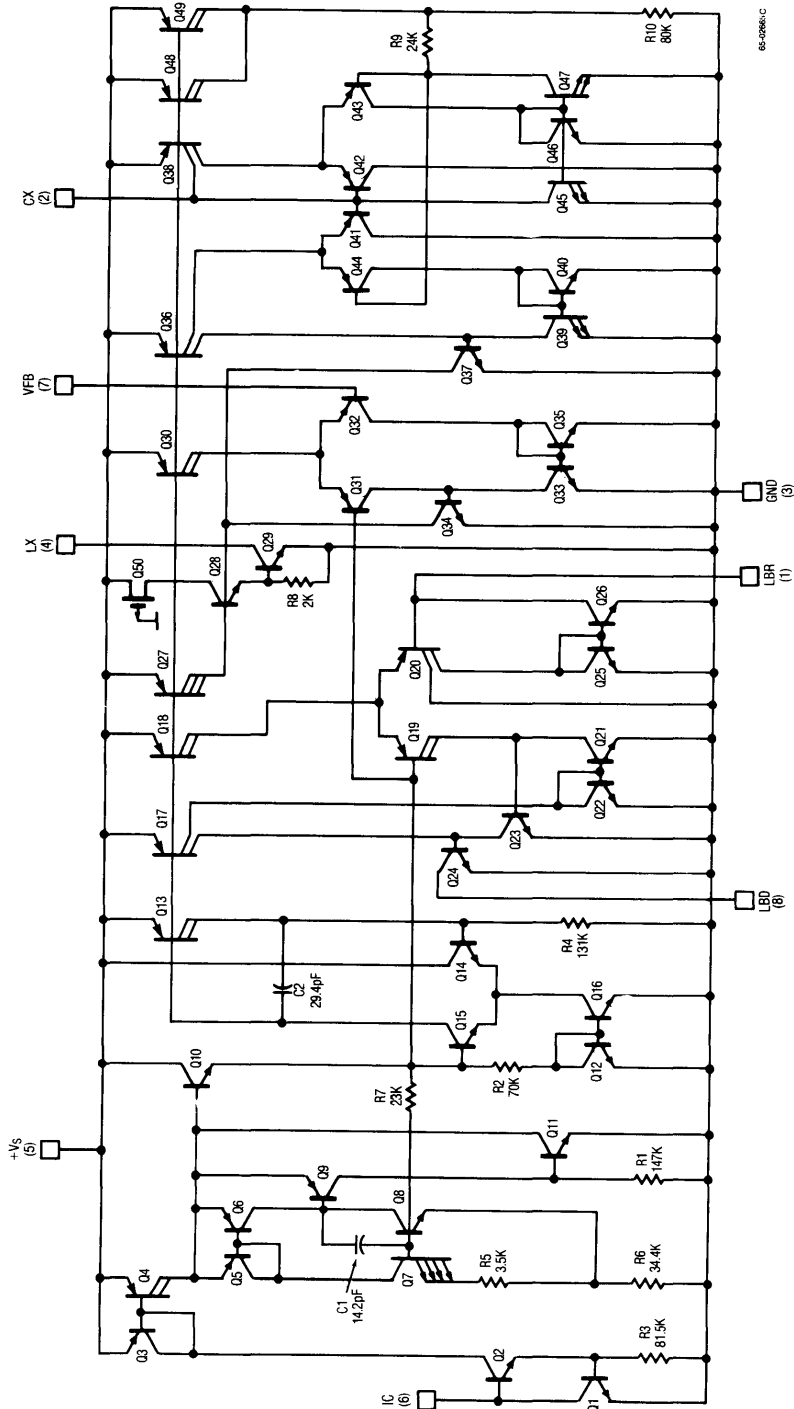 +VS
(5)
LX
(4)
VFB
(7)
CX
(2)
Q3
Q4
Q5
Q6
Q9
Q10
Q13
Q17
Q18
Q27
Q50
Q28
Q29
Q30
Q36
Q38
Q48
Q49
C1
14.2pF
Q7
Q8
R7
23K
C2
29.4pF
R8
2K
Q31
Q32
Q44
Q41
Q42
Q43
R9
24K
Q2
Q11
Q15
Q14
Q24
Q23
Q19
Q20
Q34
Q37
IC
(6)
Q1
R3
81.5K
R5
3.5K
R6
34.4K
R1
147K
R2
70K
Q12
Q16
R4
131K
Q22
Q21
Q25
Q26
Q33
Q35
Q39
Q40
Q45
Q46
Q47
R10
80K
LBD
(8)
LBR
(1)
GND
(3)